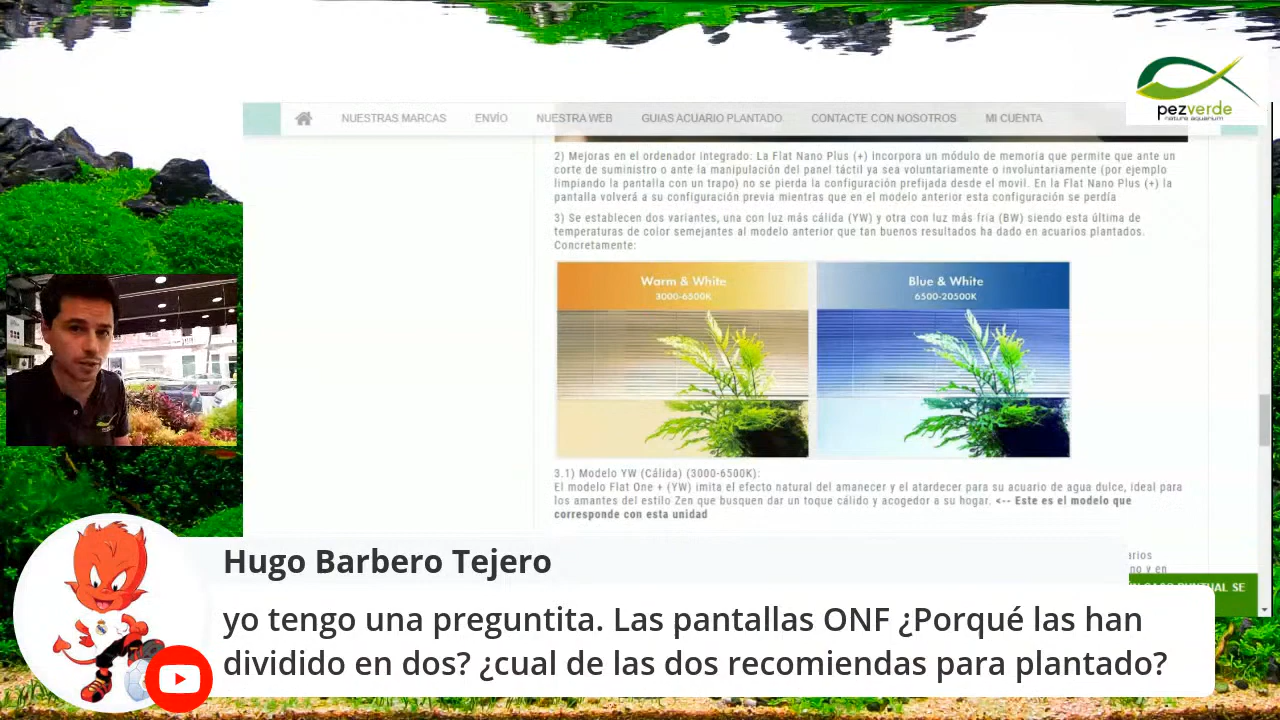 pezverde
nature aquarium
NUESTRAS MARCAS ENVÍO NUESTRA WEB GUIAS ACUARIO PLANTADO. CONTACTE CON NOSOTROS MI CUENTA
2) Mejoras en el ordenador integrado: La Flat Nano Plus (+) incorpora un módulo de memoria que permite que ante un
corte de suministro o ante la manipulación del panel táctil ya sea voluntariamente o involuntariamente (por ejemplo
limpiando la pantalla con un trapo) no se pierda la configuración prefijada desde el movil. En la Flat Nano Plus (+) la
pantalla volverá a su configuración previa mientras que en el modelo anterior esta configuración se perdía
3) Se establecen dos variantes, una con luz más cálida (YW) y otra con luz más fria (BW) siendo esta última de
temperaturas de color semejantes al modelo anterior que tan buenos resultados ha dado en acuarios plantados.
Concretamente:
Warm & White
3000-6500K
Blue & White
6500-20500K
3.1) Modelo YW (Cálida) (3000-6500K):
El modelo Flat One + (YW) imita el efecto natural del amanecer y el atardecer para su acuario de agua dulce, ideal para
los amantes del estilo Zen que busquen dar un toque cálido y acogedor a su hogar. <-- Este es el modelo que
corresponde con esta unidad
Hugo Barbero Tejero
yo tengo una preguntita. Las pantallas ONF ¿Porqué las han
dividido en dos? ¿cual de las dos recomiendas para plantado?